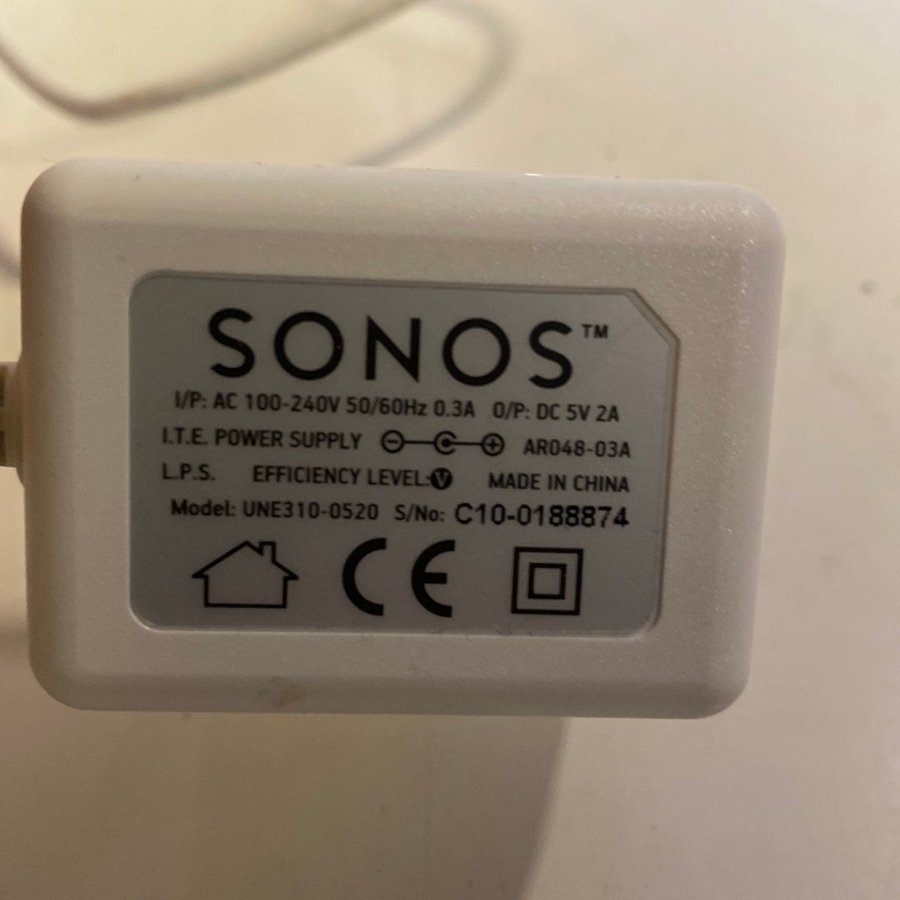 SONOS™
I/P: AC 100-240V 50/60Hz 0.3A O/P: DC 5V 2A
I.T.E. POWER SUPPLY AR048-03A
L.P.S. EFFICIENCY LEVEL:V MADE IN CHINA
Model: UNE310-0520 S/No: C10-0188874
CE